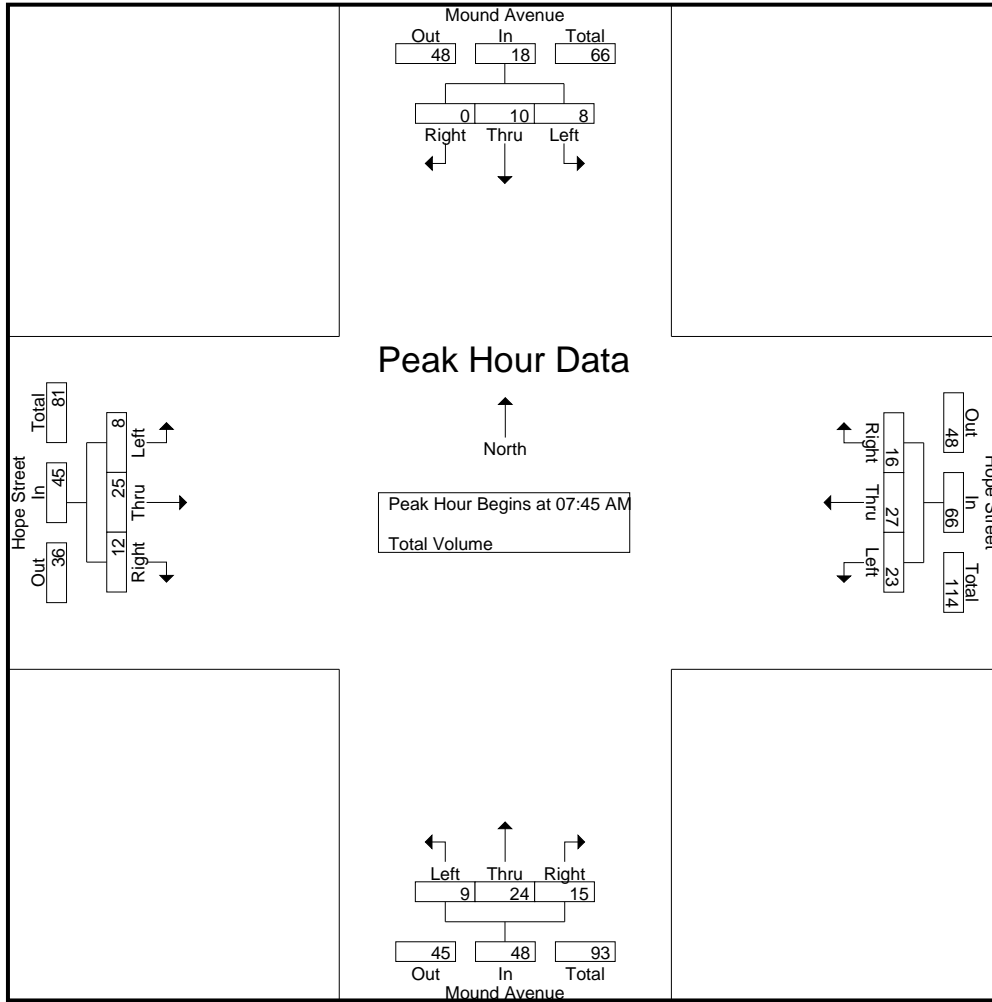 Mound Avenue
Out In Total
48 18 66
0 10 8
Right Thru Left
Peak Hour Data
North
Peak Hour Begins at 07:45 AM
Total Volume
Hope Street
Total In Out
81 45 36
8 25 12
Left Thru Right
Hope Street
Out In Total
48 66 114
16 27 23
Right Thru Left
Left Thru Right
9 24 15
45 48 93
Out In Total
Mound Avenue